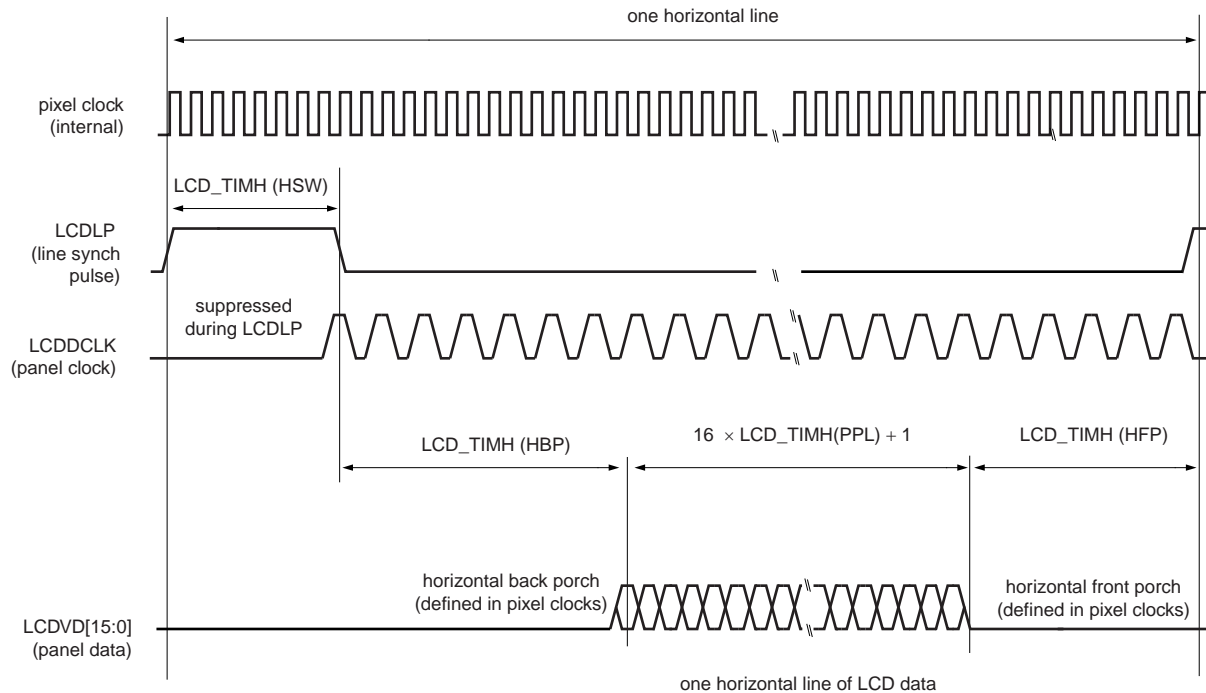 one horizontal line
pixel clock
(internal)
LCD_TIMH (HSW)
LCDLP
(line synch
pulse)
suppressed
during LCDLP
LCDDCLK
(panel clock)
LCD_TIMH (HBP)
16 × LCD_TIMH(PPL) + 1
LCD_TIMH (HFP)
horizontal back porch
(defined in pixel clocks)
horizontal front porch
(defined in pixel clocks)
LCDVD[15:0]
(panel data)
one horizontal line of LCD data